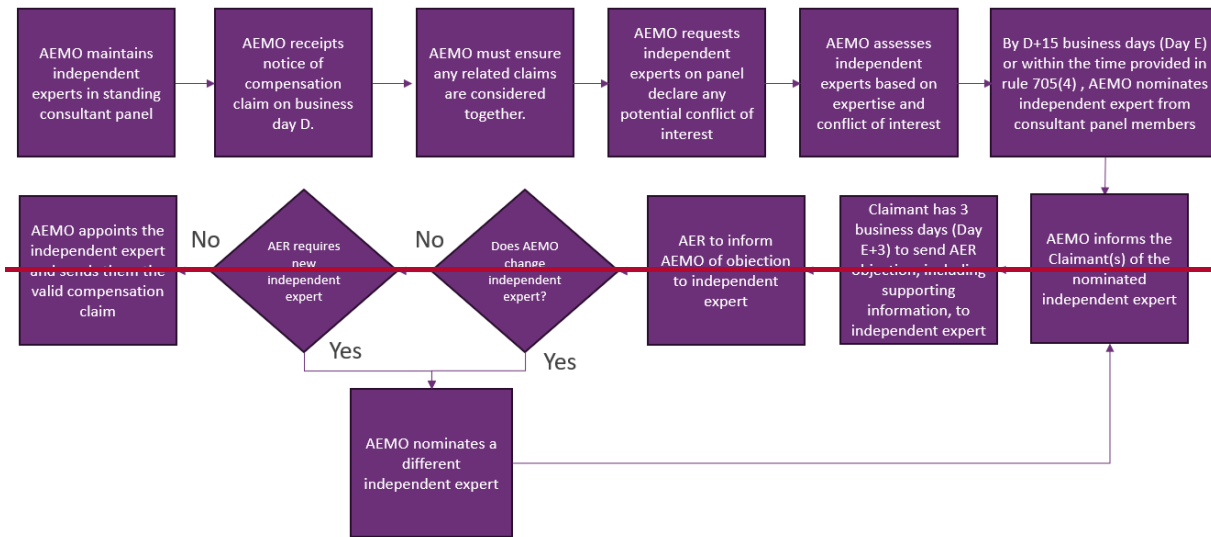 AEMO maintains
independent
experts in standing
consultant panel
AEMO receipts
notice of
compensation
claim on business
day D.
AEMO must ensure
any related claims
are considered
together.
AEMO requests
independent
experts on panel
declare any
potential conflict of
interest
AEMO assesses
independent
experts based on
expertise and
conflict of interest
By D+15 business days (Day E)
or within the time provided in
rule 705(4) , AEMO nominates
independent expert from
consultant panel members
AEMO informs the
Claimant(s) of the
nominated
independent expert
Claimant has 3
business days (Day
E+3) to send AER
objection, including
supporting
information, to
independent expert
AER to inform
AEMO of objection
to independent
expert
Does AEMO
change
independent
expert?
No
Yes
AER requires
new
independent
expert
No
Yes
AEMO appoints the
independent expert
and sends them the
valid compensation
claim
AEMO nominates a
different
independent expert